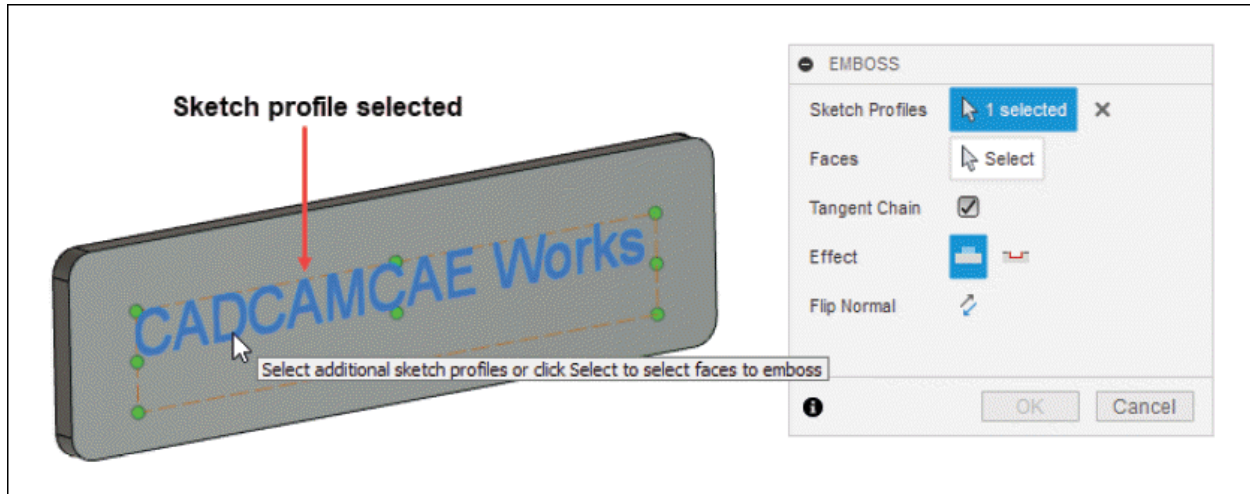 Sketch profile selected
CADCAMCAE Works
Select additional sketch profiles or click Select to select faces to emboss
EMBOSS
Sketch Profiles 1 selected
Faces Select
Tangent Chain
Effect
Flip Normal
OK Cancel